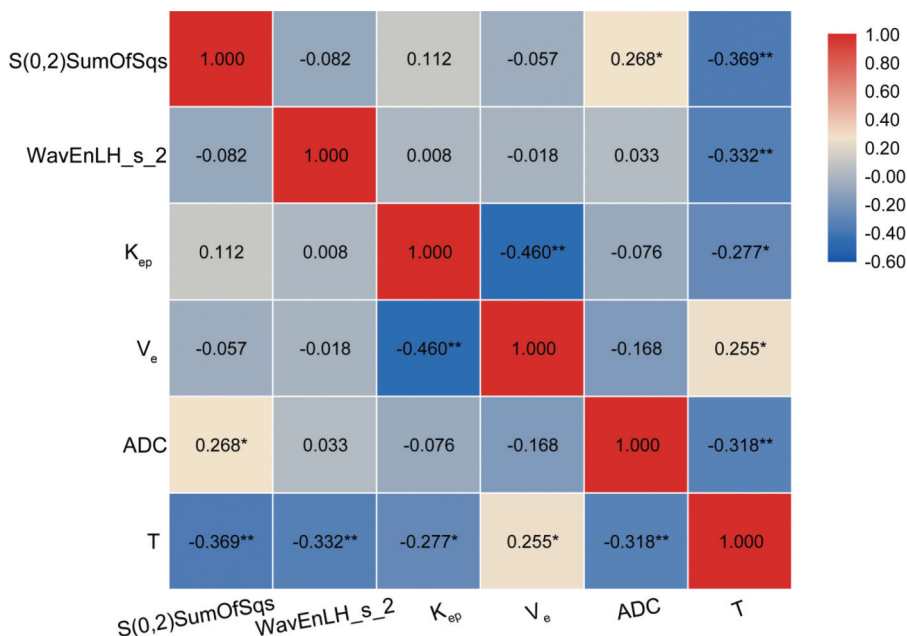 S(0,2)SumOfSqs 1.000 -0.082 0.112 -0.057 0.268* -0.369**
WavEnLH_s_2 -0.082 1.000 0.008 -0.018 0.033 -0.332**
Kep 0.112 0.008 1.000 -0.460** -0.076 -0.277*
Ve -0.057 -0.018 -0.460** 1.000 -0.168 0.255*
ADC 0.268* 0.033 -0.076 -0.168 1.000 -0.318**
T -0.369** -0.332** -0.277* 0.255* -0.318** 1.000
S(0,2)SumOfSqs WavEnLH_s_2 Kep Ve ADC T
1.00
0.80
0.60
0.40
0.20
-0.00
-0.20
-0.40
-0.60